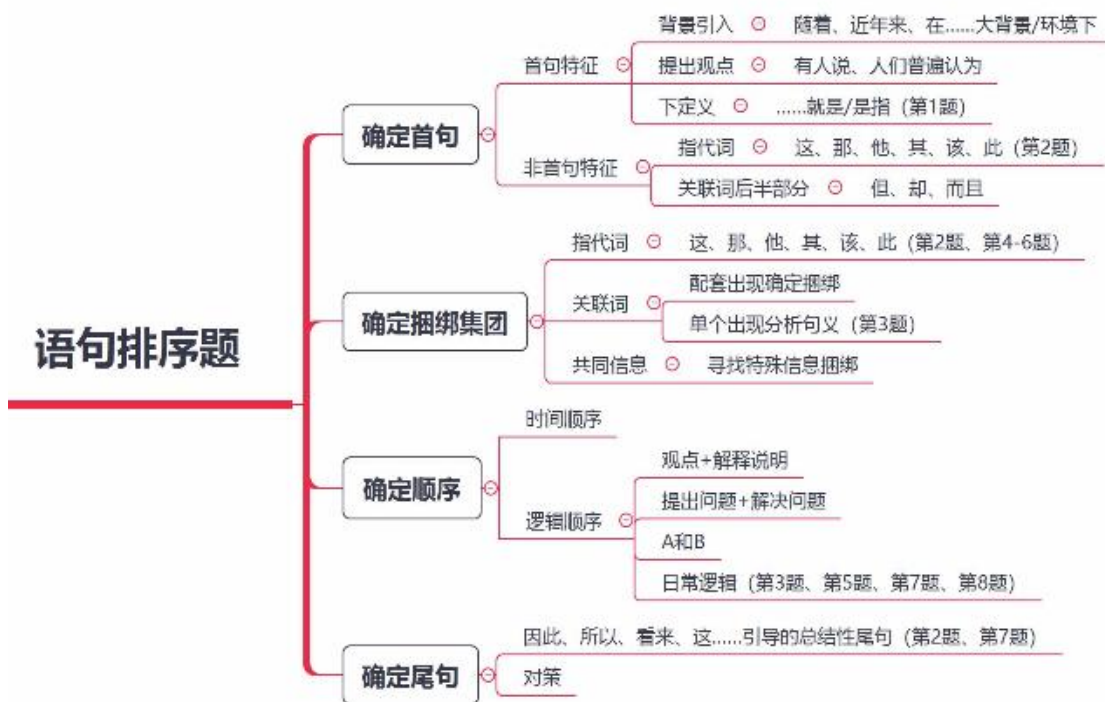 语句排序题
确定首句
首句特征
背景引入
随着、近年来、在……大背景/环境下
提出观点
有人说、人们普遍认为
下定义
……就是/是指（第1题）
非首句特征
指代词
这、那、他、其、该、此（第2题）
关联词后半部分
但、却、而且
确定捆绑集团
指代词
这、那、他、其、该、此（第2题、第4-6题）
关联词
配套出现确定捆绑
单个出现分析句义（第3题）
共同信息
寻找特殊信息捆绑
确定顺序
时间顺序
逻辑顺序
观点+解释说明
提出问题+解决问题
A和B
日常逻辑（第3题、第5题、第7题、第8题）
确定尾句
因此、所以、看来、这……引导的总结性尾句（第2题、第7题）
对策